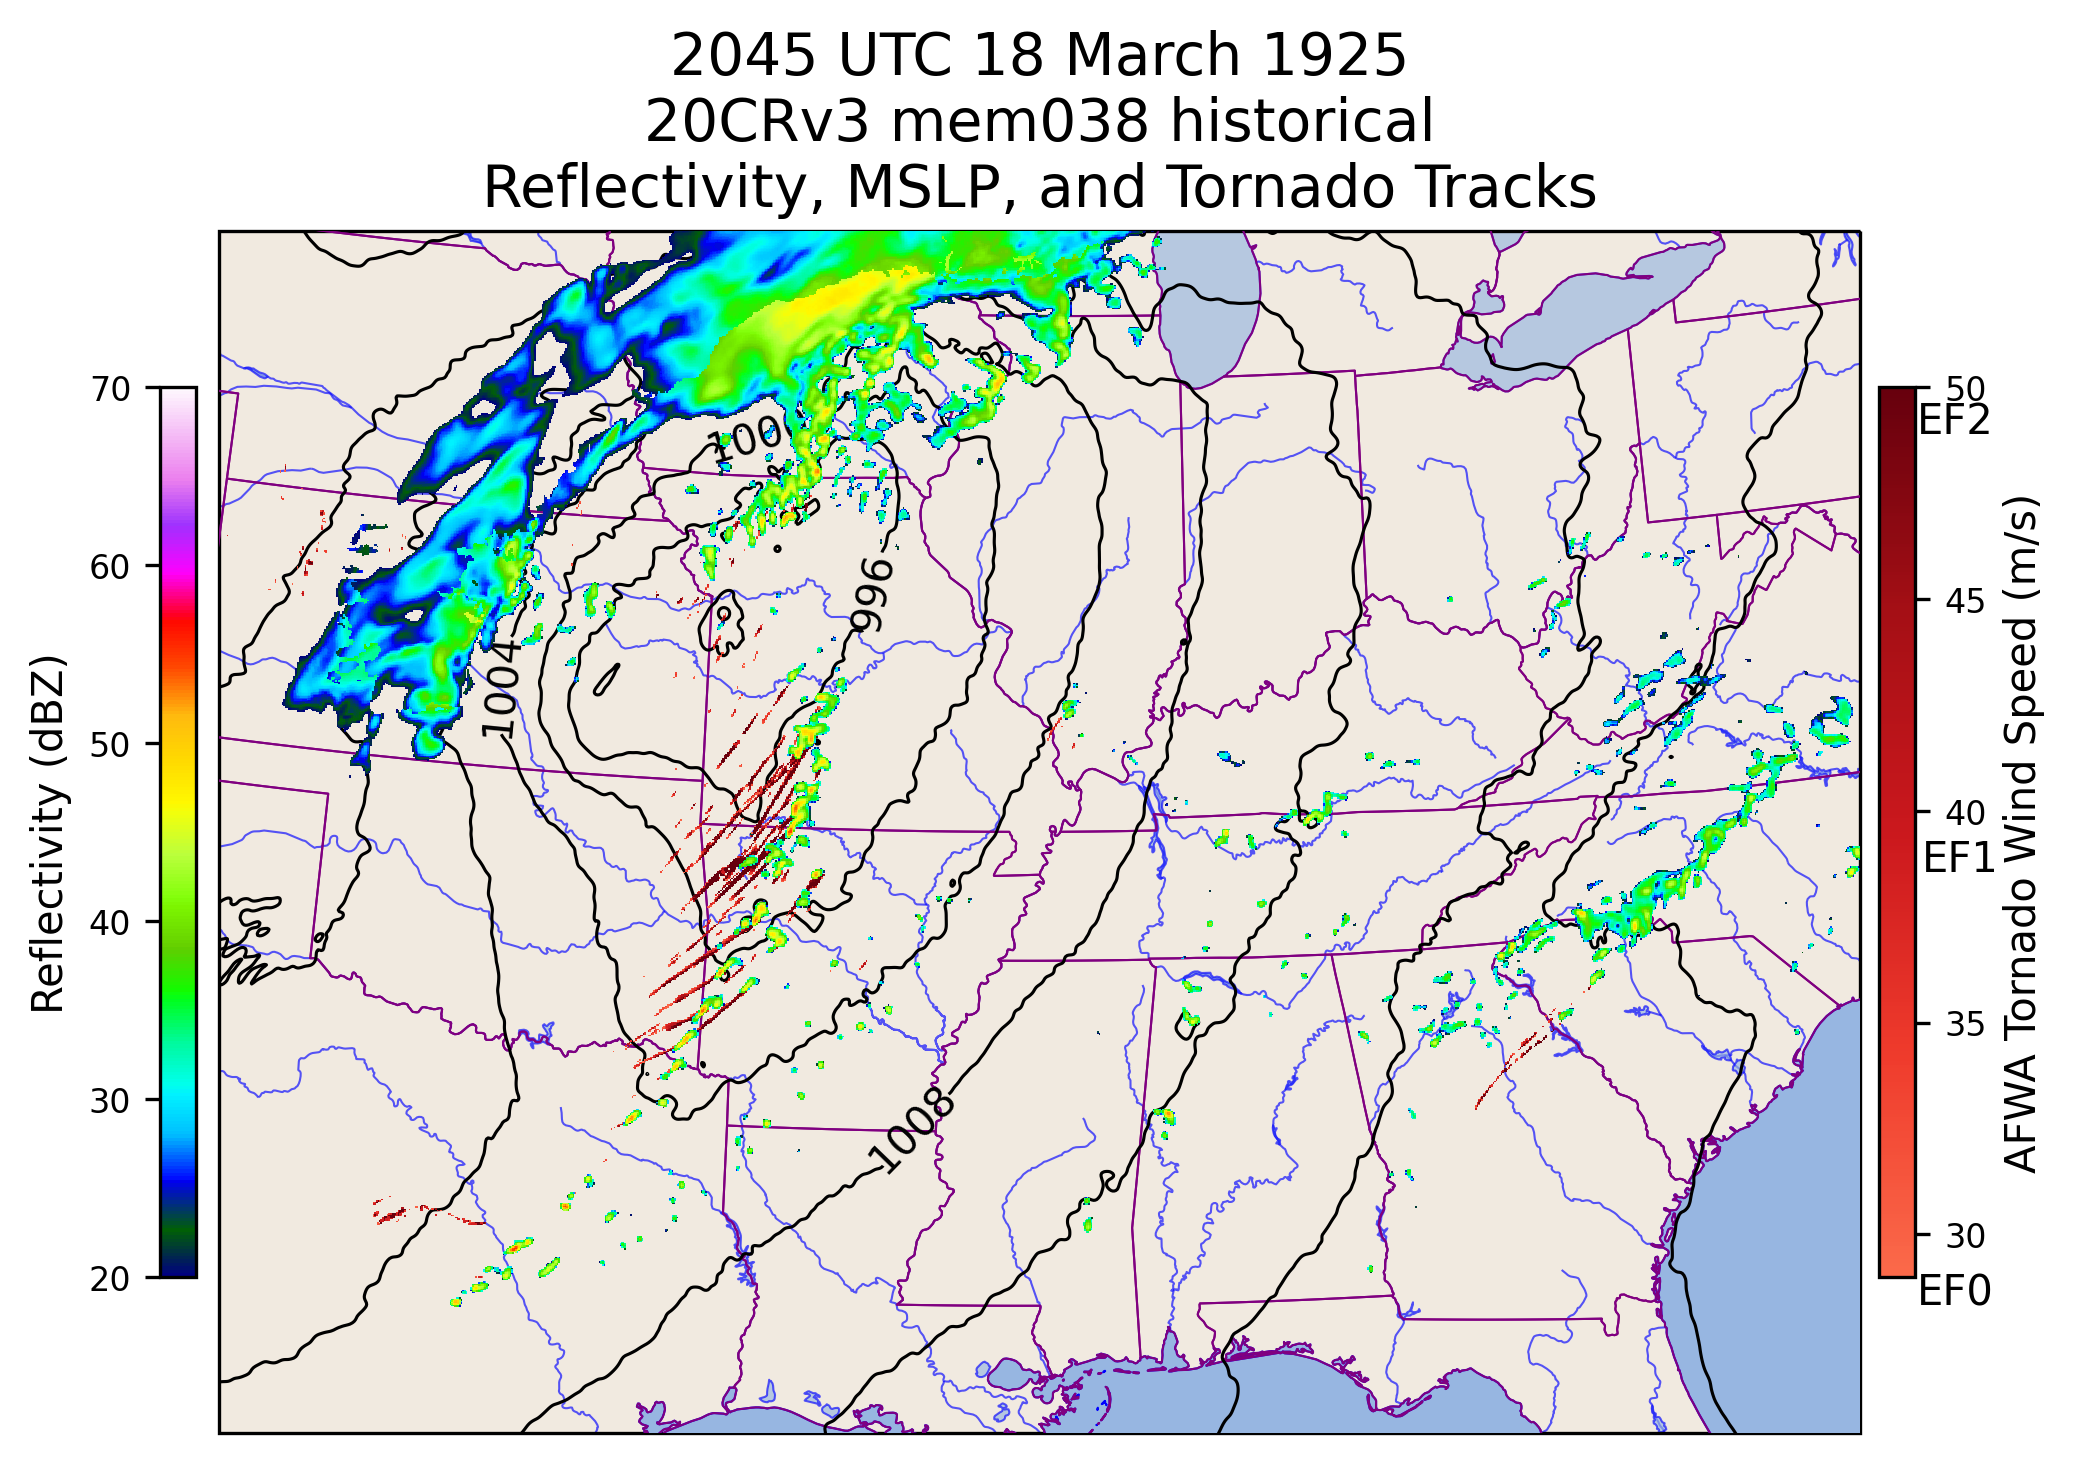 2045 UTC 18 March 1925
20CRv3 mem038 historical
Reflectivity, MSLP, and Tornado Tracks
Reflectivity (dBZ)
70
60
50
40
30
20
1004
996
1008
50
EF2
45
40
EF1
35
30
EF0
AFWA Tornado Wind Speed (m/s)